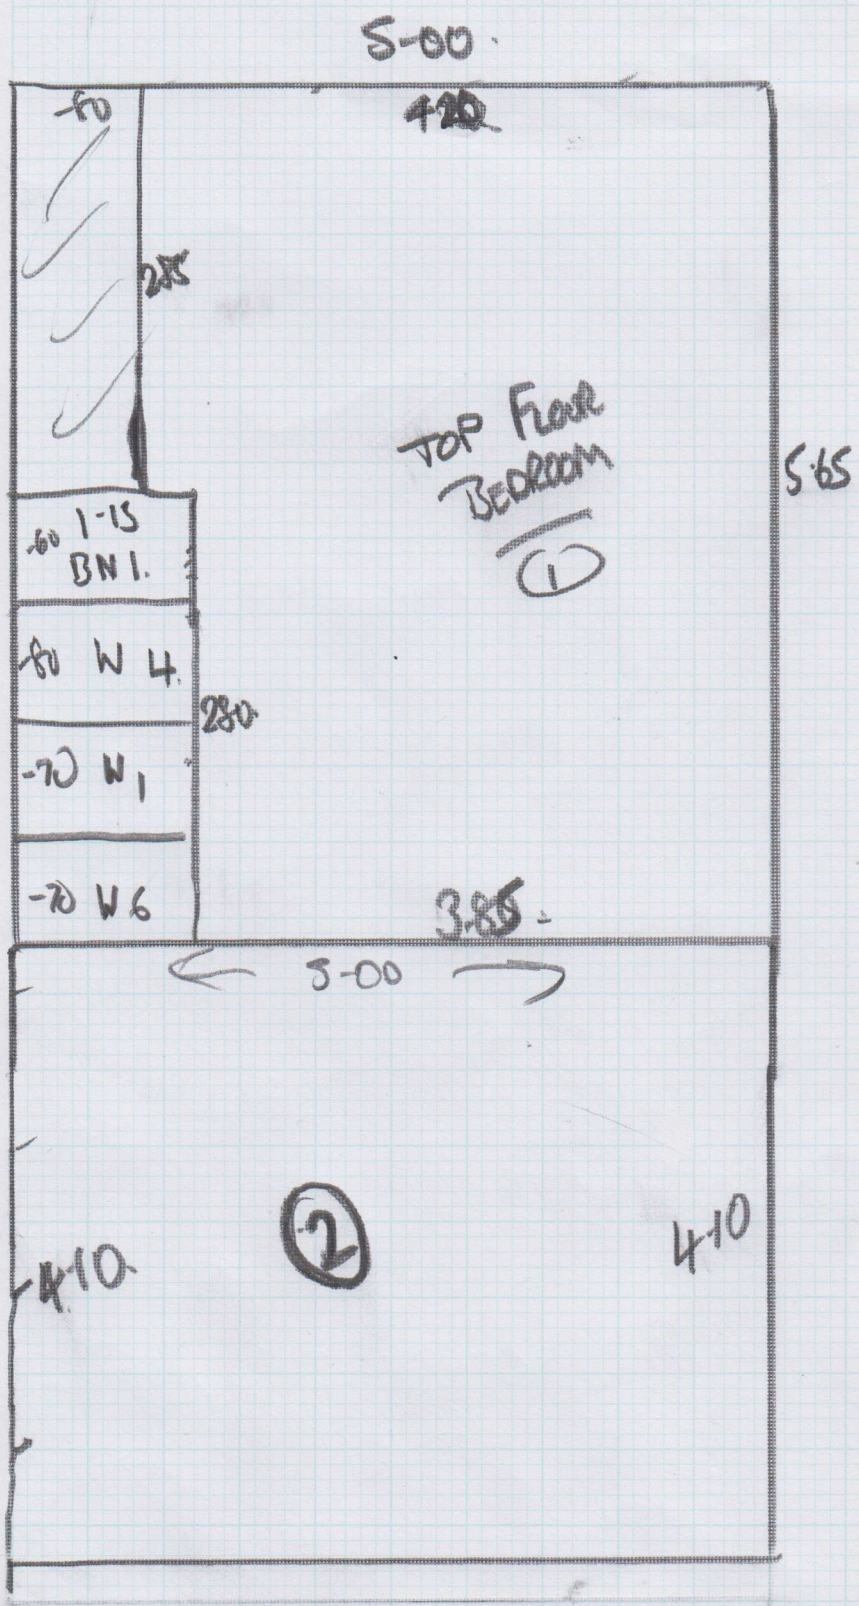 5-00.
-80
420
285
TOP FLOOR
BEDROOM
1
5.65
-60 1-15
BN 1.
-80 W 4.
280.
-70 W 1
-70 W 6
3.85-
5-00
2
4.10.
4.10